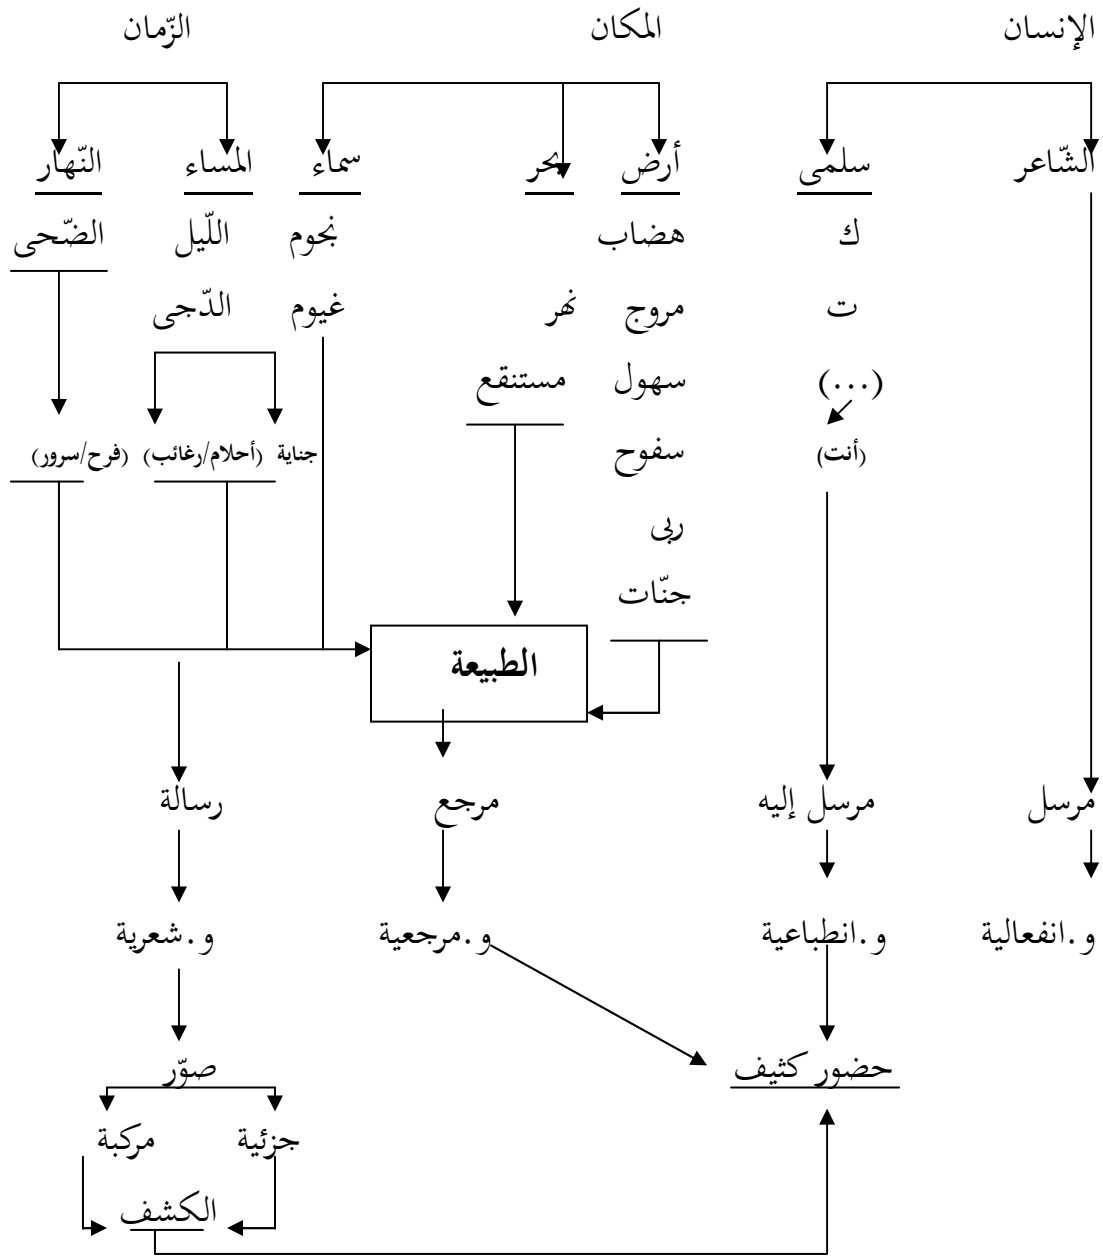 الإنسان المكان الزّمان
الشّاعر سلمى أرض بحر سماء المساء النّهار
ك هضاب نجوم اللّيل الضّحى
ت مروج نهر غيوم الدّجى
(...) سهول مستنقع
(أنت) سفوح جناية (أحلام/رغائب) (فرح/سرور)
ربى
جنّات
الطبيعة
مرسل مرسل إليه مرجع رسالة
و.انفعالية و.انطباعية و.مرجعية و.شعرية
حضور كثيف صوّر
جزئية مركبة
الكشف